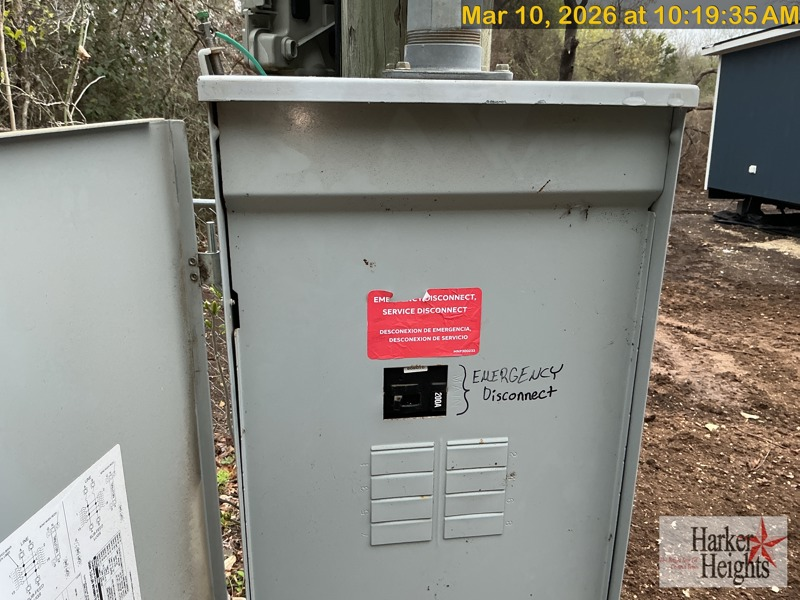 Mar 10, 2026 at 10:19:35 AM
EMERGENCY DISCONNECT,
SERVICE DISCONNECT
DESCONEXION DE EMERGENCIA,
DESCONEXION DE SERVICIO
200A
EMERGENCY
Disconnect
Harker
Heights